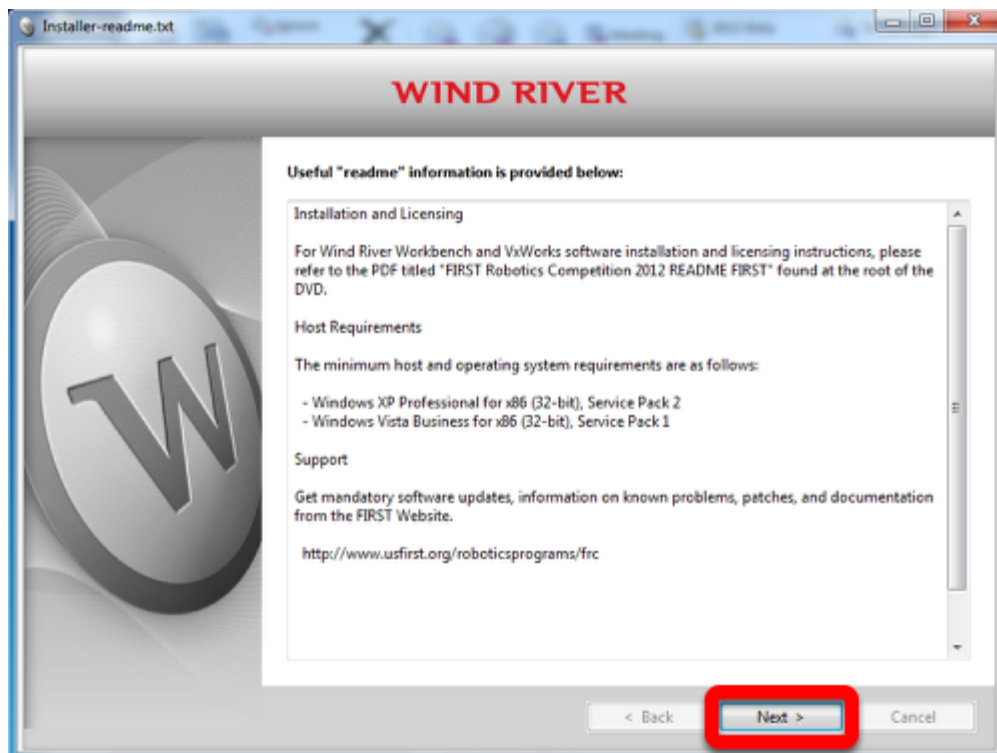 Installer-readme.txt
WIND RIVER
Useful "readme" information is provided below:
Installation and Licensing
For Wind River Workbench and VxWorks software installation and licensing instructions, please
refer to the PDF titled "FIRST Robotics Competition 2012 README FIRST" found at the root of the
DVD.
Host Requirements
The minimum host and operating system requirements are as follows:
- Windows XP Professional for x86 (32-bit), Service Pack 2
- Windows Vista Business for x86 (32-bit), Service Pack 1
Support
Get mandatory software updates, information on known problems, patches, and documentation
from the FIRST Website.
http://www.usfirst.org/roboticsprograms/frc
W
< Back Next > Cancel